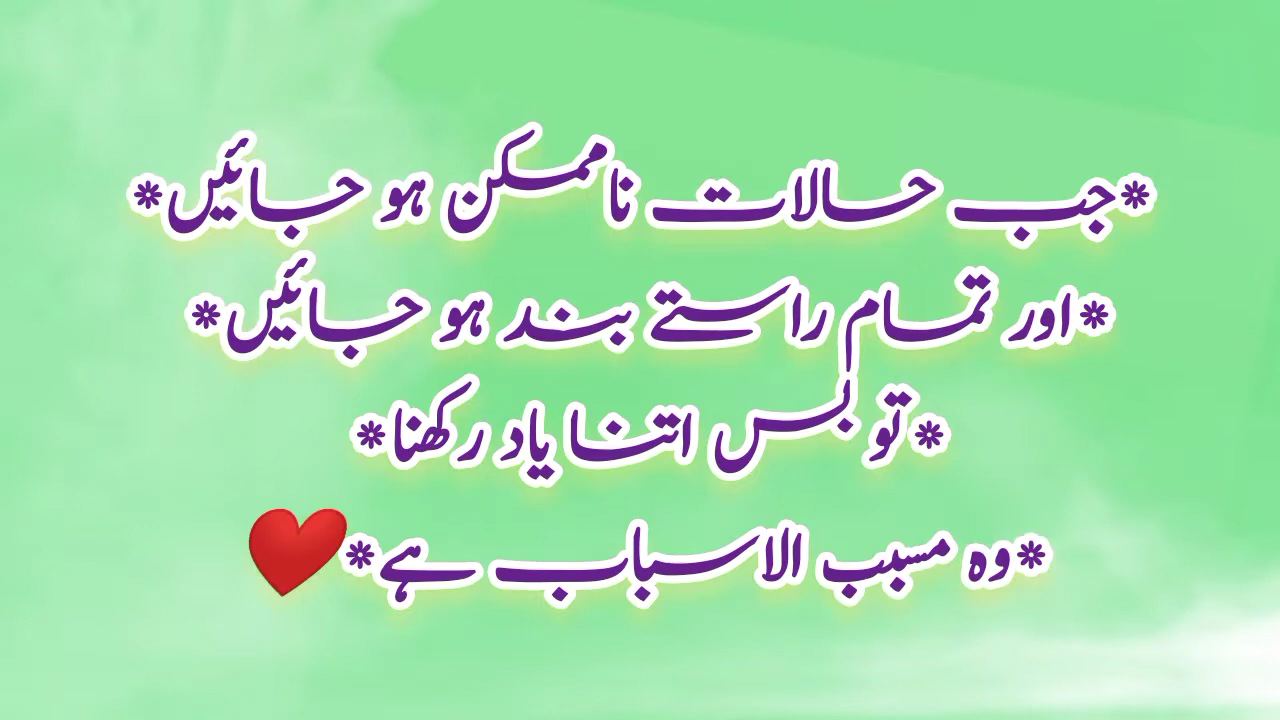 *جب حالات ناممکن ہو جائیں*
*اور تمام راستے بند ہو جائیں*
*تو بس اتنا یاد رکھنا*
*وہ مسبب الاسباب ہے*❤️